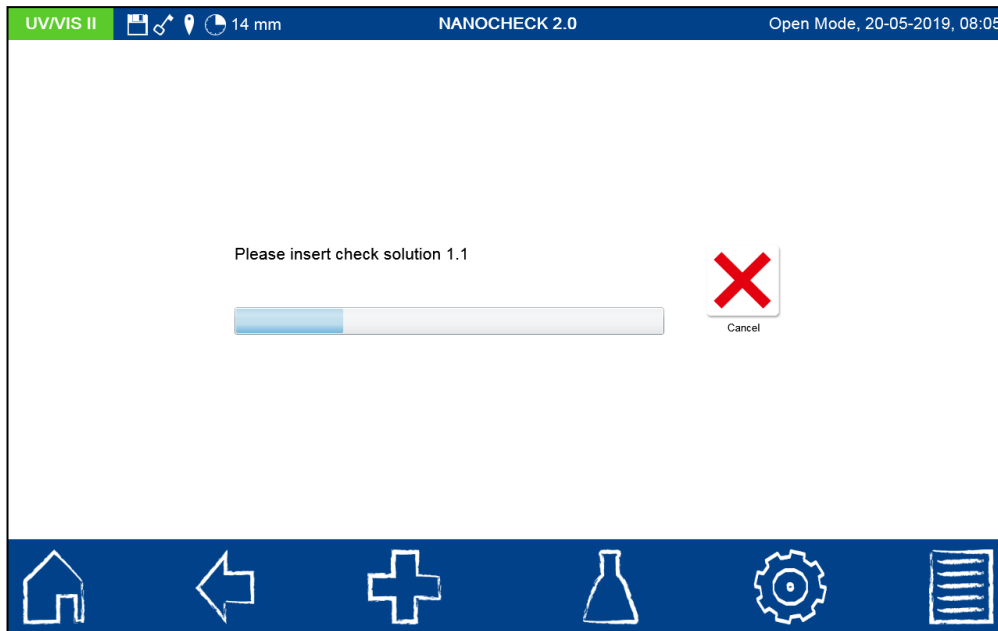 UV/VIS II 14 mm NANOCHECK 2.0 Open Mode, 20-05-2019, 08:05
Please insert check solution 1.1
Cancel